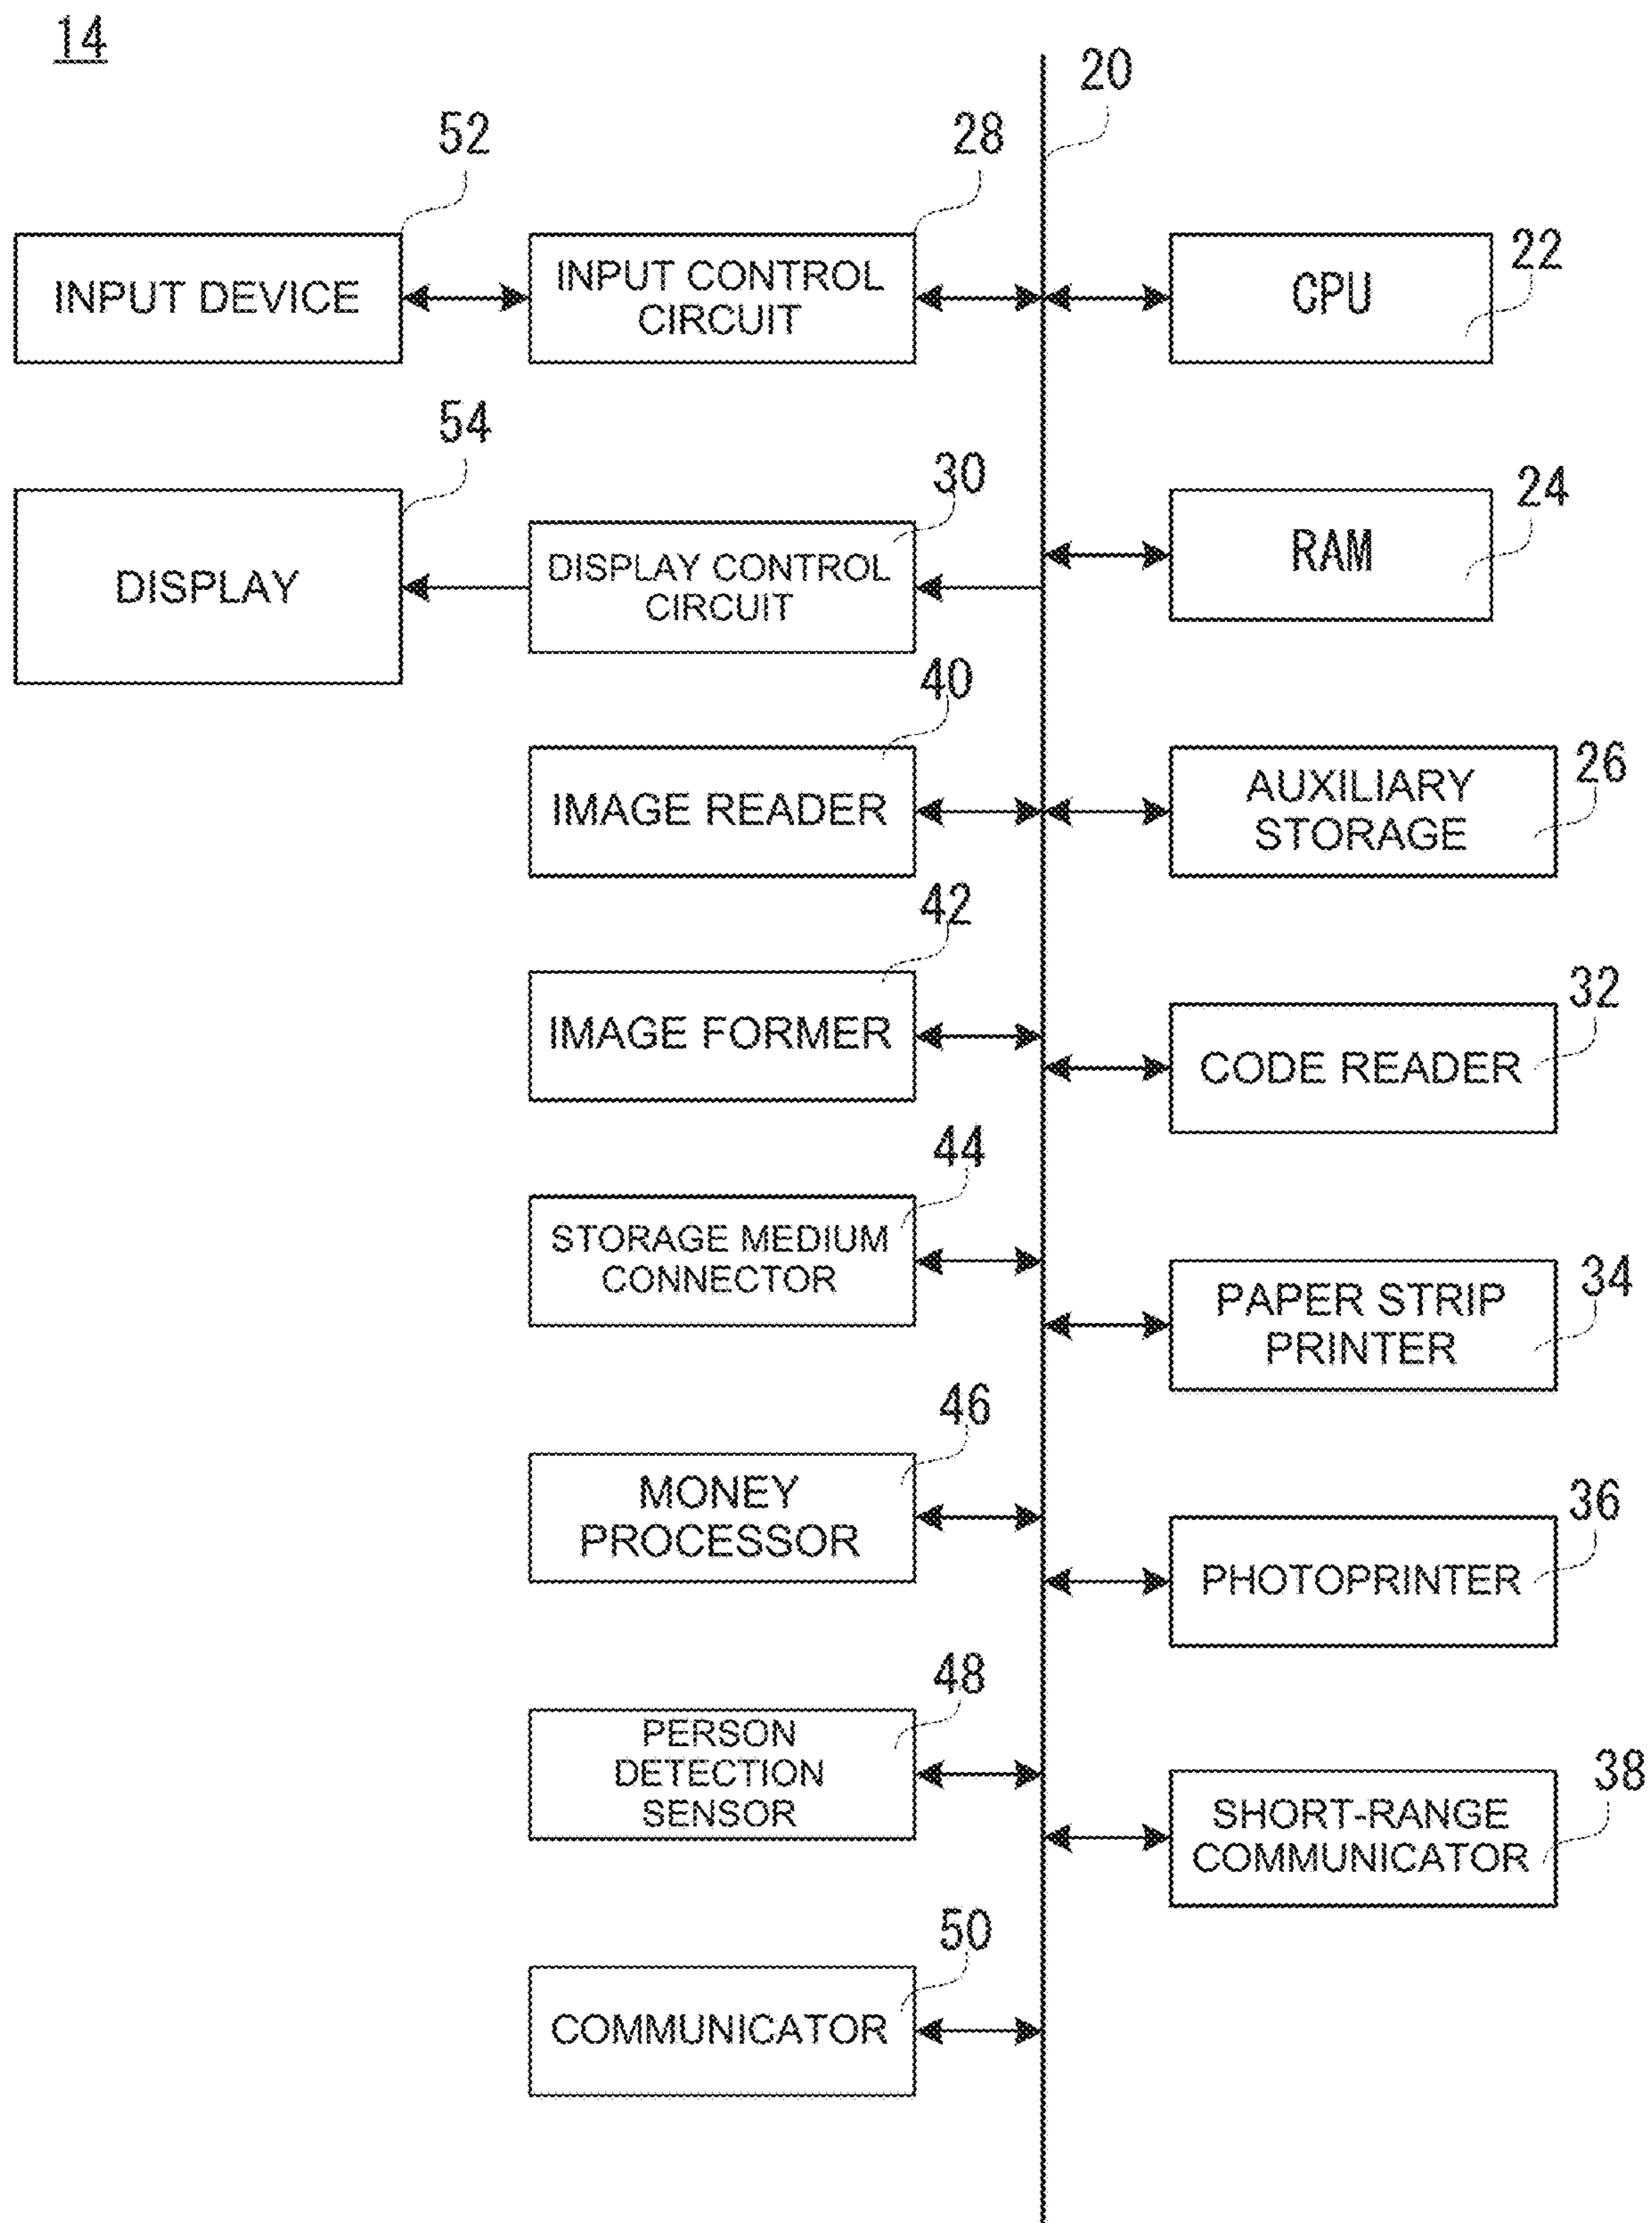 14
20
52
28
INPUT DEVICE
INPUT CONTROL
CIRCUIT
CPU
22
54
30
DISPLAY
DISPLAY CONTROL
CIRCUIT
RAM
24
40
IMAGE READER
AUXILIARY
STORAGE
26
42
IMAGE FORMER
32
CODE READER
44
STORAGE MEDIUM
CONNECTOR
34
PAPER STRIP
PRINTER
46
MONEY
PROCESSOR
36
PHOTOPRINTER
48
PERSON
DETECTION
SENSOR
38
SHORT-RANGE
COMMUNICATOR
50
COMMUNICATOR